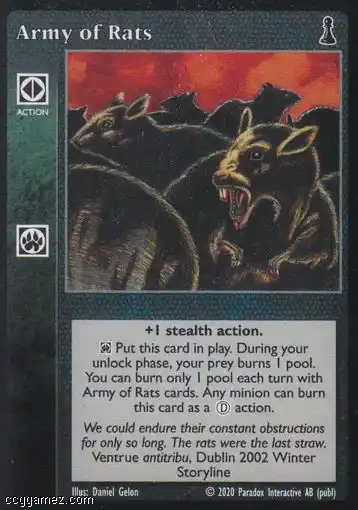 Army of Rats
ACTION
+1 stealth action.
Put this card in play. During your
unlock phase, your prey burns 1 pool.
You can burn only 1 pool each turn with
Army of Rats cards. Any minion can burn
this card as a Ⓓ action.
We could endure their constant obstructions
for only so long. The rats were the last straw.
Ventrue antitribu, Dublin 2002 Winter
Storyline
Illus: Daniel Gelon
© 2020 Paradox Interactive AB (publ)
ccggamez.com